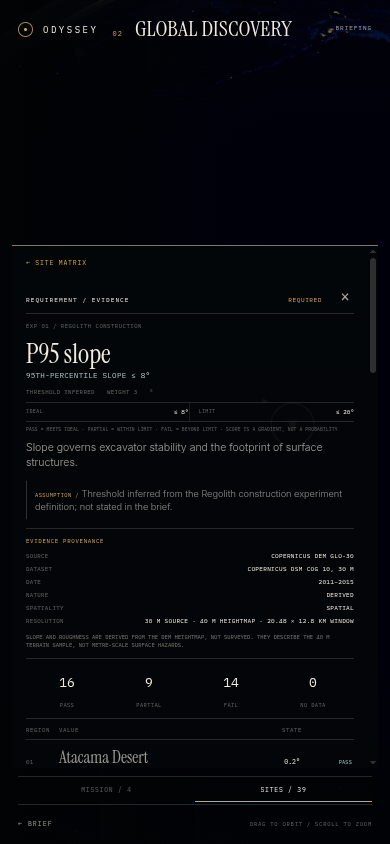 ODYSSEY 02 GLOBAL DISCOVERY BRIEFING
← SITE MATRIX
REQUIREMENT / EVIDENCE REQUIRED ×
EXP 01 / REGOLITH CONSTRUCTION
P95 slope
95TH-PERCENTILE SLOPE ≤ 8°
THRESHOLD INFERRED WEIGHT 3 °
IDEAL ≤ 8° LIMIT ≤ 20°
PASS = MEETS IDEAL · PARTIAL = WITHIN LIMIT · FAIL = BEYOND LIMIT · SCORE IS A GRADIENT, NOT A PROBABILITY
Slope governs excavator stability and the footprint of surface
structures.
ASSUMPTION / Threshold inferred from the Regolith construction experiment
definition; not stated in the brief.
EVIDENCE PROVENANCE
SOURCE COPERNICUS DEM GLO-30
DATASET COPERNICUS DSM COG 10, 30 M
DATE 2011–2015
NATURE DERIVED
SPATIALITY SPATIAL
RESOLUTION 30 M SOURCE · 40 M HEIGHTMAP · 20.48 × 12.8 KM WINDOW
SLOPE AND ROUGHNESS ARE DERIVED FROM THE DEM HEIGHTMAP, NOT SURVEYED. THEY DESCRIBE THE 40 M
TERRAIN SAMPLE, NOT METRE-SCALE SURFACE HAZARDS.
16 9 14 0
PASS PARTIAL FAIL NO DATA
REGION VALUE STATE
01 Atacama Desert 0.2° PASS
MISSION / 4 SITES / 39
← BRIEF DRAG TO ORBIT / SCROLL TO ZOOM